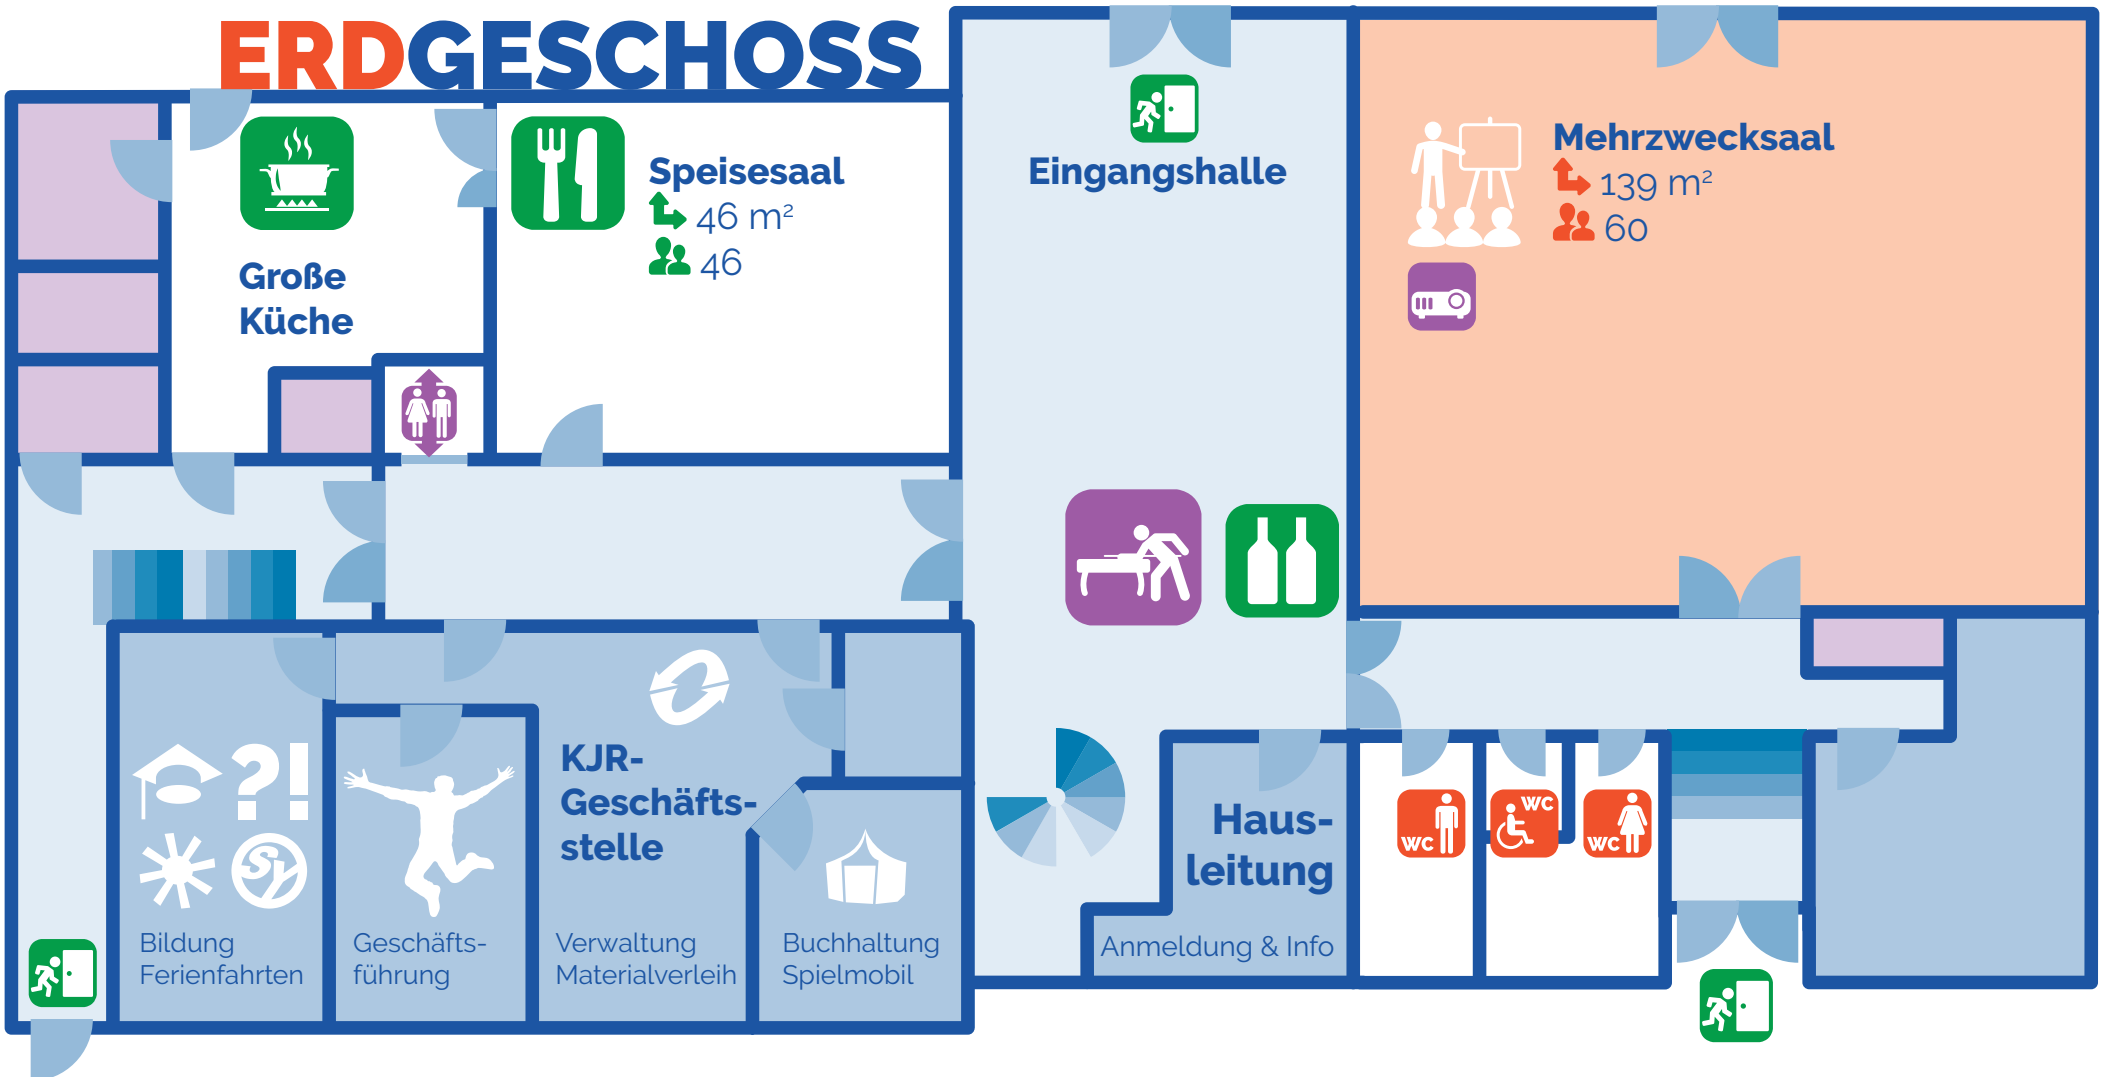 ERDGESCHOSS
Große
Küche
Speisesaal
46 m²
46
Eingangshalle
Mehrzwecksaal
139 m²
60
KJR-
Geschäfts-
stelle
?!
SY
Bildung
Ferienfahrten
Geschäfts-
führung
Verwaltung
Materialverleih
Buchhaltung
Spielmobil
Haus-
leitung
Anmeldung & Info
WC
WC
WC